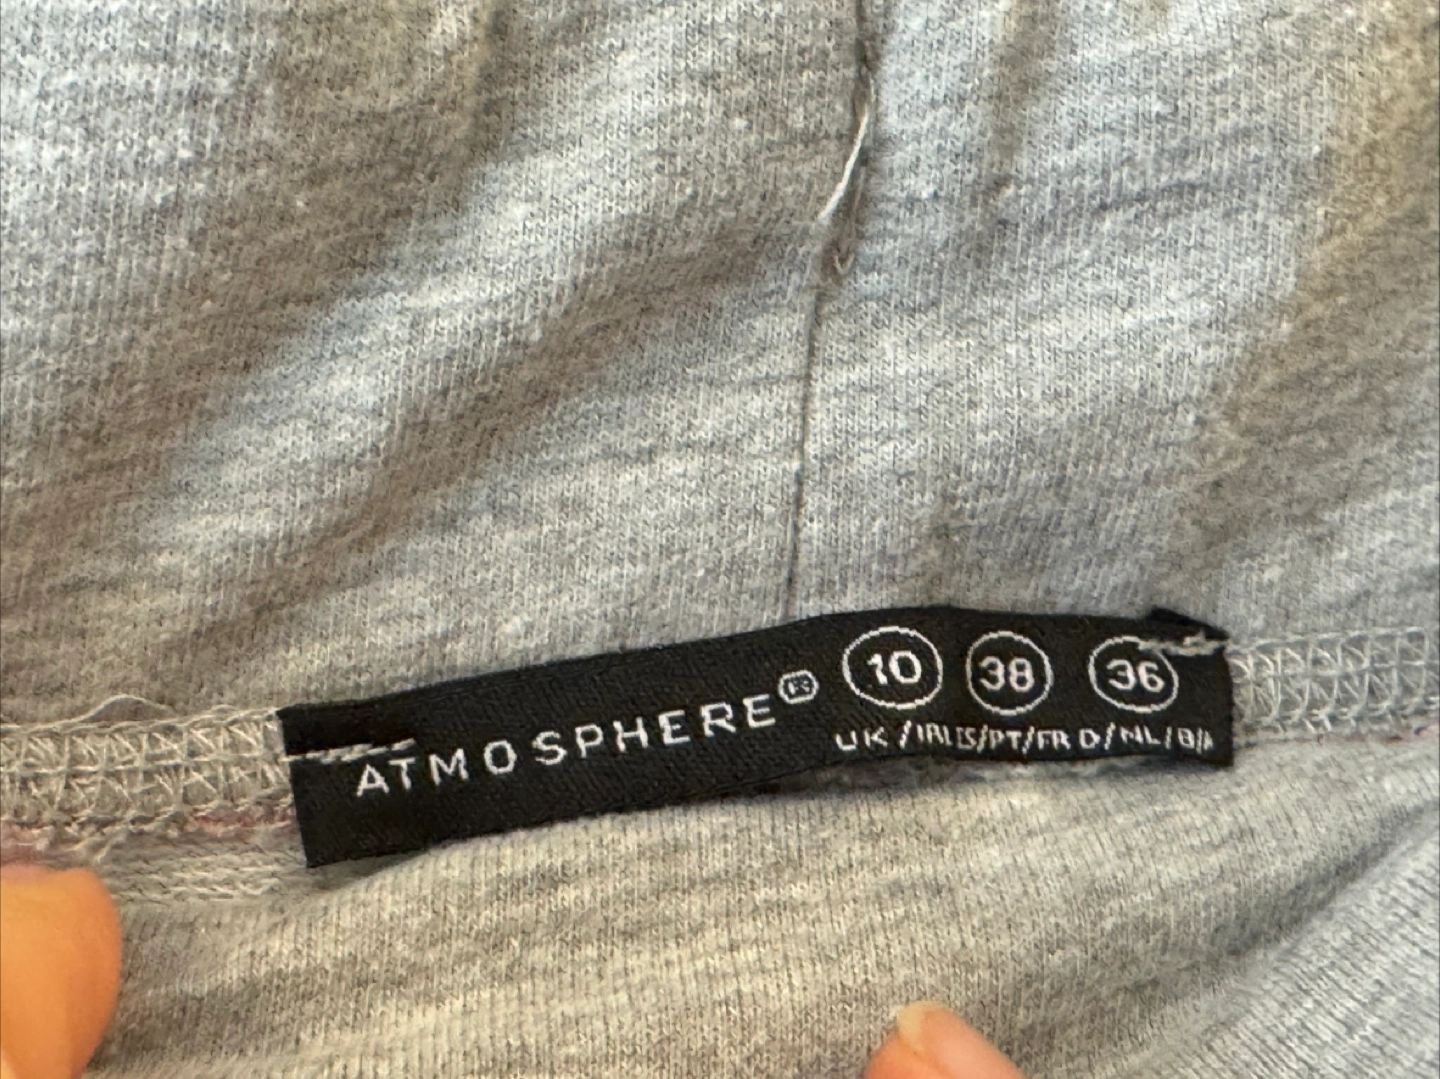 ATMOSPHERE® 10 38 36
UK/IRL ES/PT/FR D/NL/B/A